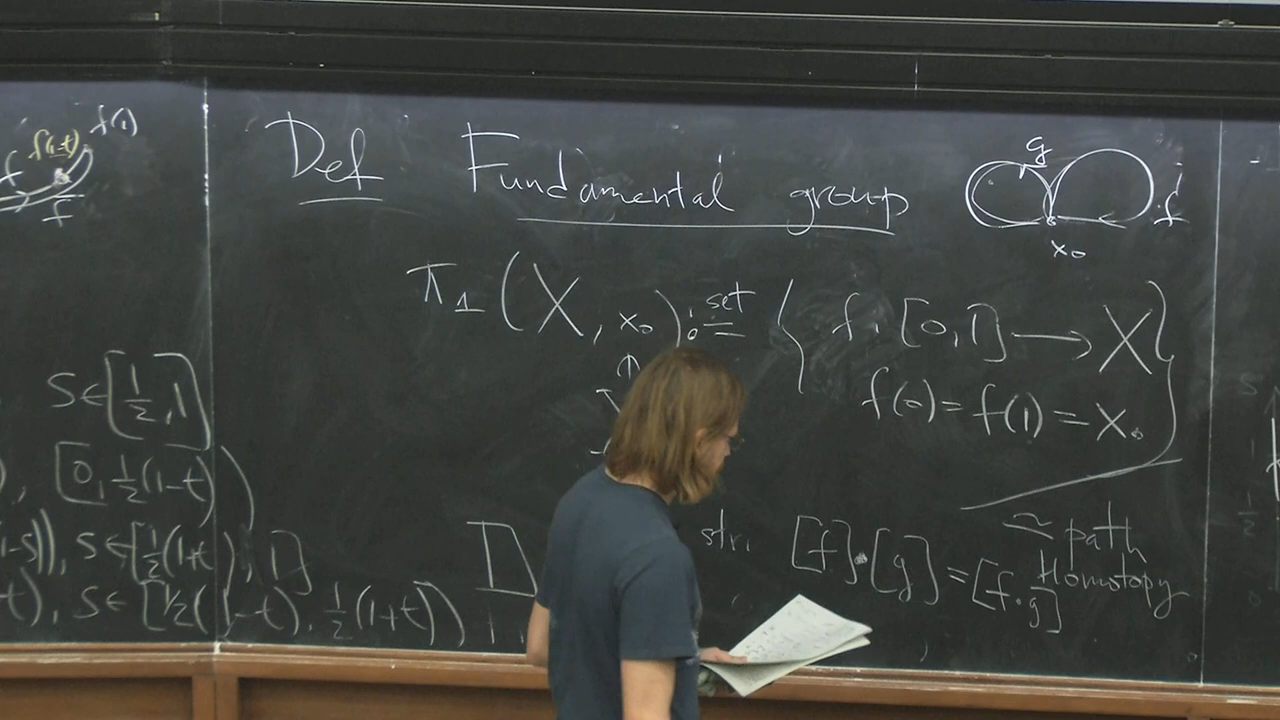 f(1)
f(1-t)
f
f
S∈[1/2,1]
[0,1/2(1-t))
S∈[1/2(1+t),1]
S∈[1/2(1-t),1/2(1+t))
Def Fundamental group
g
f
x₀
π₁(X,x₀) :=^set { f:[0,1]→X
f(0)=f(1)=x₀ }
≃ path
Homotopy
str. [f]·[g]=[f·g]